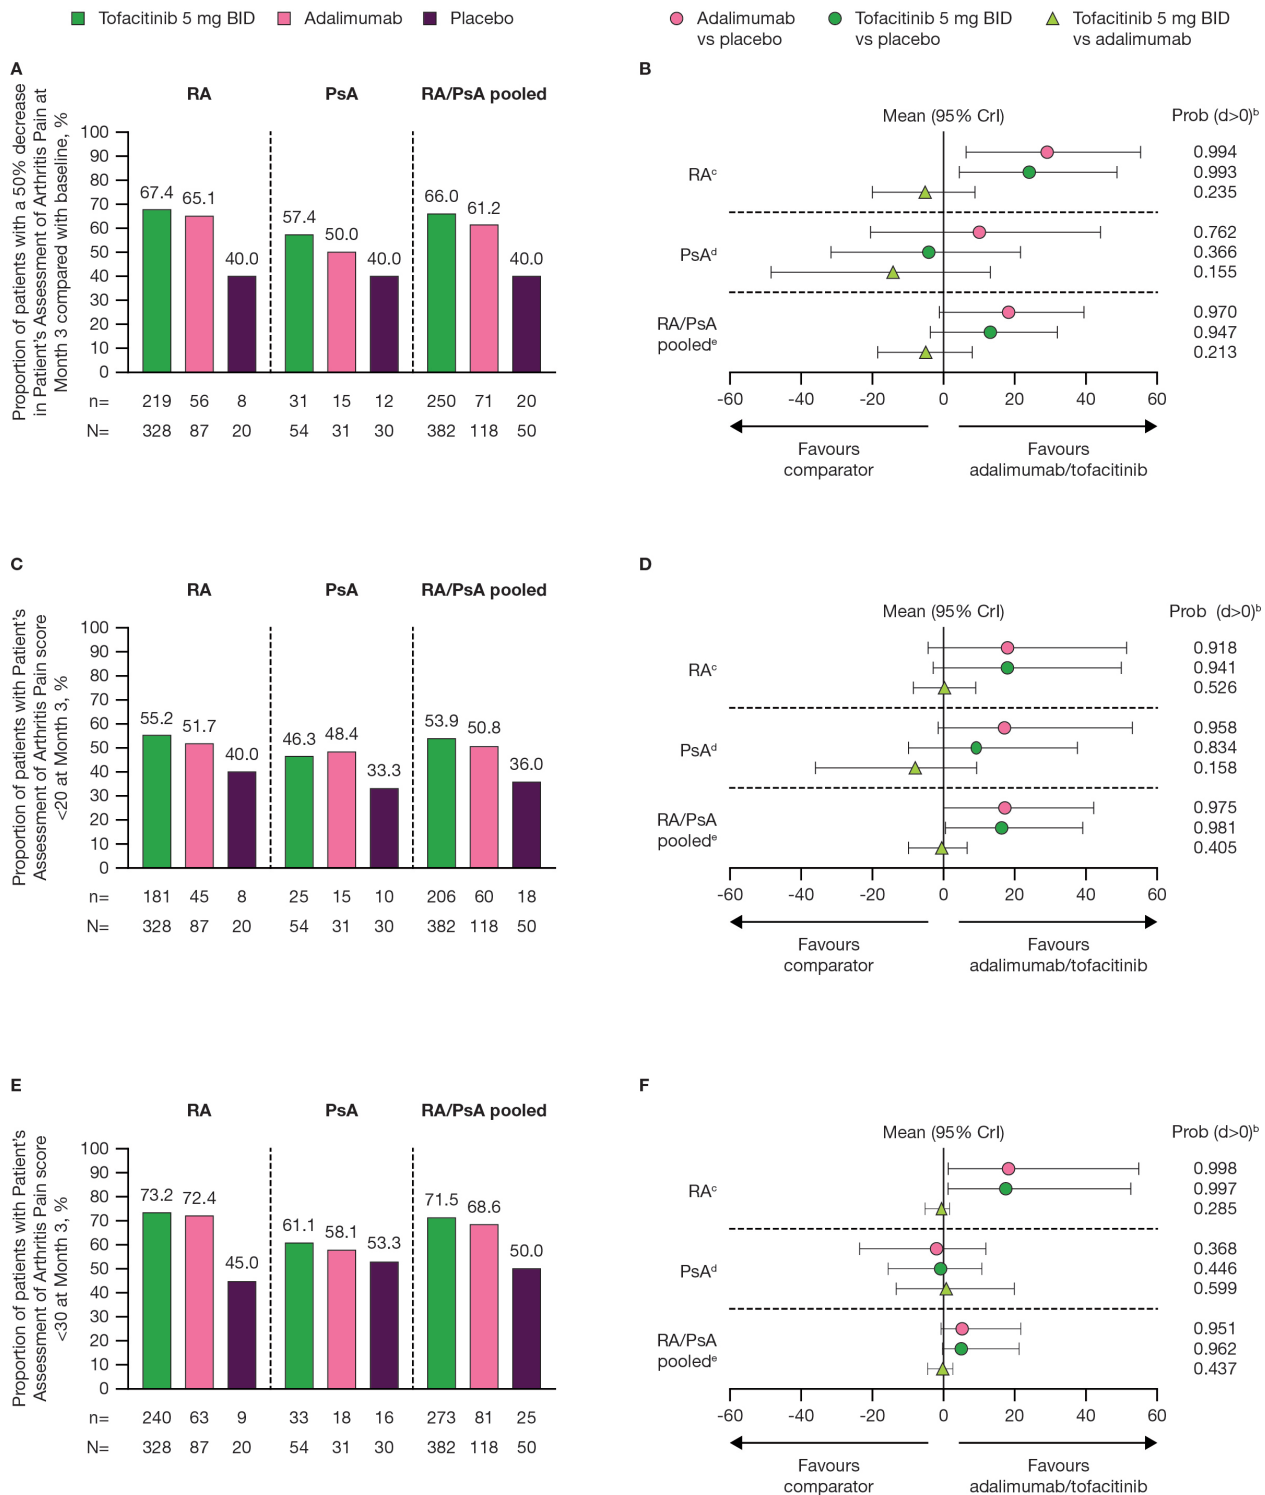 Tofacitinib 5 mg BID
Adalimumab
Placebo
Adalimumab
vs placebo
Tofacitinib 5 mg BID
vs placebo
Tofacitinib 5 mg BID
vs adalimumab
A
Proportion of patients with a 50% decrease
in Patient's Assessment of Arthritis Pain at
Month 3 compared with baseline, %
RA
PsA
RA/PsA pooled
100
90
80
70
60
50
40
30
20
10
0
67.4
65.1
40.0
57.4
50.0
40.0
66.0
61.2
40.0
n= 219 56 8 31 15 12 250 71 20
N= 328 87 20 54 31 30 382 118 50
B
Mean (95% CrI)
Prob (d>0)ᵇ
RAᶜ
0.994
0.993
0.235
PsAᵈ
0.762
0.366
0.155
RA/PsA
pooledᵉ
0.970
0.947
0.213
-60 -40 -20 0 20 40 60
Favours
comparator
Favours
adalimumab/tofacitinib
C
Proportion of patients with Patient's
Assessment of Arthritis Pain score
<20 at Month 3, %
RA
PsA
RA/PsA pooled
100
90
80
70
60
50
40
30
20
10
0
55.2
51.7
40.0
46.3
48.4
33.3
53.9
50.8
36.0
n= 181 45 8 25 15 10 206 60 18
N= 328 87 20 54 31 30 382 118 50
D
Mean (95% CrI)
Prob (d>0)ᵇ
RAᶜ
0.918
0.941
0.526
PsAᵈ
0.958
0.834
0.158
RA/PsA
pooledᵉ
0.975
0.981
0.405
-60 -40 -20 0 20 40 60
Favours
comparator
Favours
adalimumab/tofacitinib
E
Proportion of patients with Patient's
Assessment of Arthritis Pain score
<30 at Month 3, %
RA
PsA
RA/PsA pooled
100
90
80
70
60
50
40
30
20
10
0
73.2
72.4
45.0
61.1
58.1
53.3
71.5
68.6
50.0
n= 240 63 9 33 18 16 273 81 25
N= 328 87 20 54 31 30 382 118 50
F
Mean (95% CrI)
Prob (d>0)ᵇ
RAᶜ
0.998
0.997
0.285
PsAᵈ
0.368
0.446
0.599
RA/PsA
pooledᵉ
0.951
0.962
0.437
-60 -40 -20 0 20 40 60
Favours
comparator
Favours
adalimumab/tofacitinib